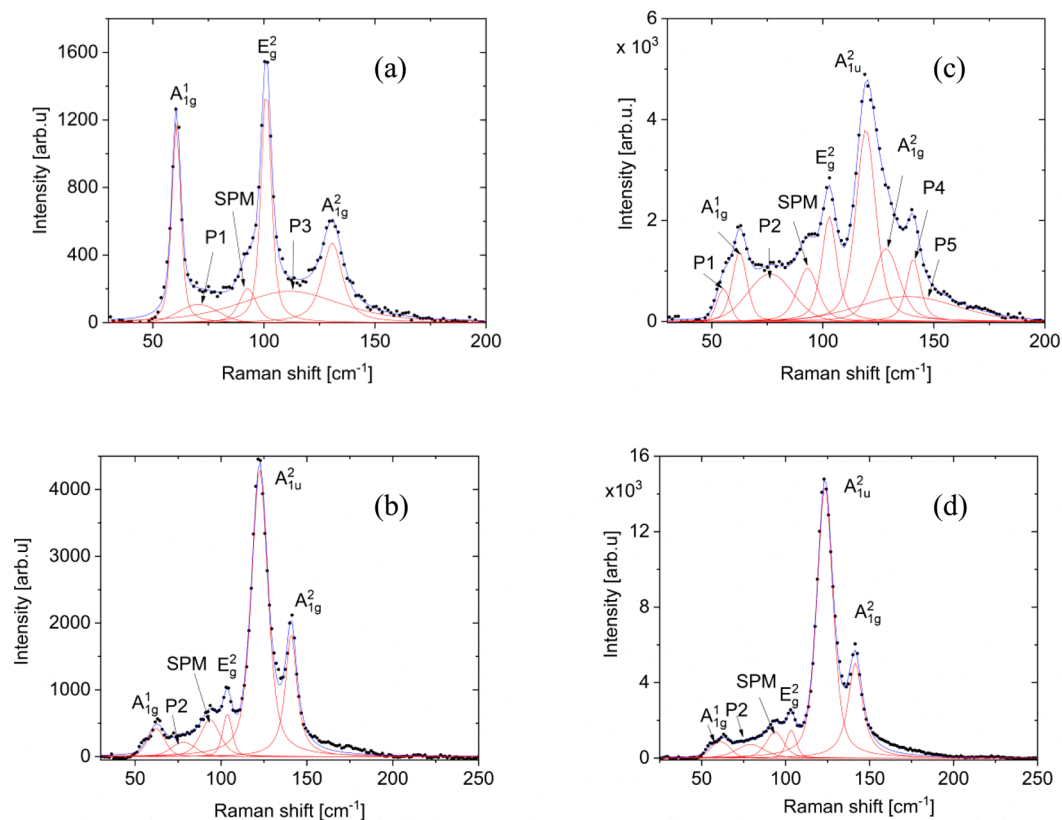 (a)
Intensity [arb.u]
1600
1200
800
400
0
A¹₁g
P1
SPM
E²g
P3
A²₁g
50 100 150 200
Raman shift [cm⁻¹]
(c)
x 10³
Intensity [arb.u.]
6
4
2
0
P1
A¹₁g
P2
SPM
E²g
A²₁u
A²₁g
P4
P5
50 100 150 200
Raman shift [cm⁻¹]
(b)
Intensity [arb.u]
4000
3000
2000
1000
0
A¹₁g
P2
SPM
E²g
A²₁u
A²₁g
50 100 150 200 250
Raman shift [cm⁻¹]
(d)
x10³
Intensity [arb.u]
16
12
8
4
0
A¹₁g
P2
SPM
E²g
A²₁u
A²₁g
50 100 150 200 250
Raman shift [cm⁻¹]